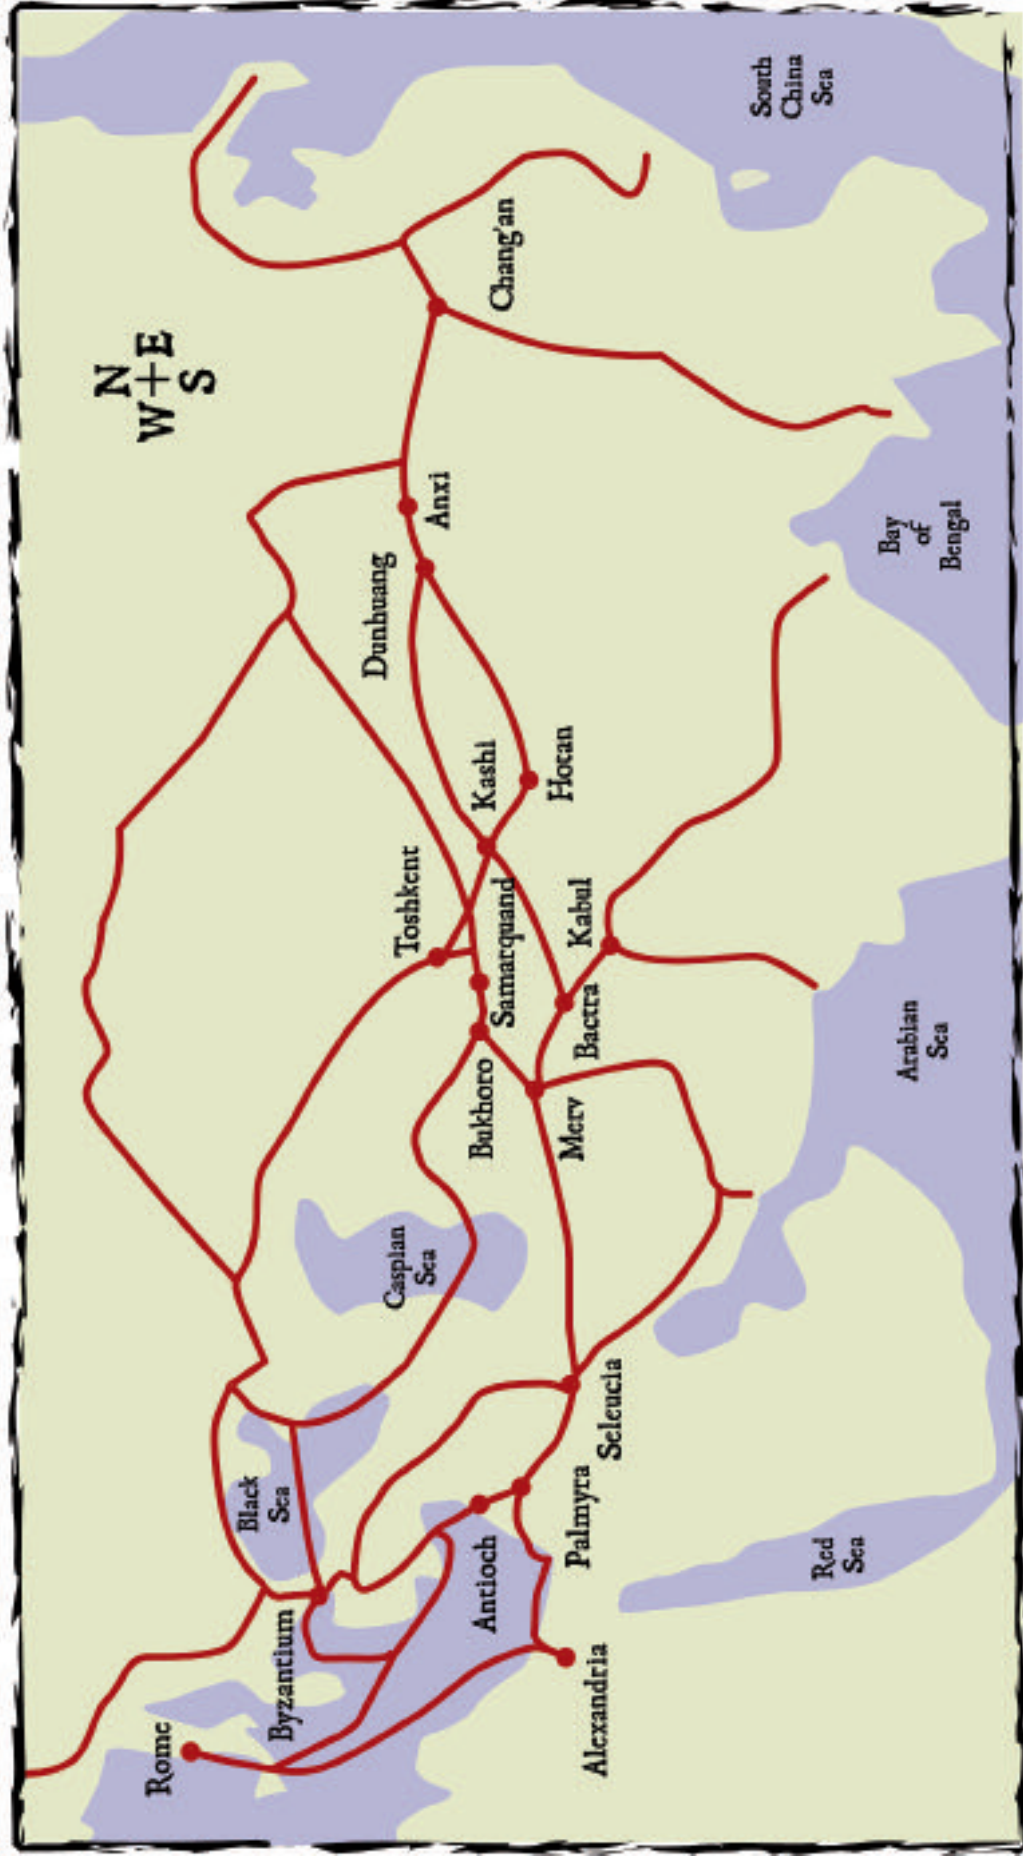 N
W+E
S
Rome
Black
Sea
Byzantium
Dunhuang
Caspian
Sea
Toshkent
Anxi
Antioch
Bukhoro
Kashi
Samarquand
Chang'an
Hotan
Merv
Palmyra
Kabul
Bactra
Alexandria
Seleucia
South
China
Sea
Red
Sea
Bay
of
Bengal
Arabian
Sea